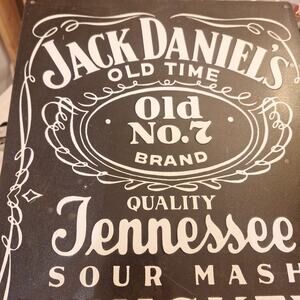 JACK DANIEL'S
OLD TIME
Old
No.7
BRAND
QUALITY
Tennessee
SOUR MASH